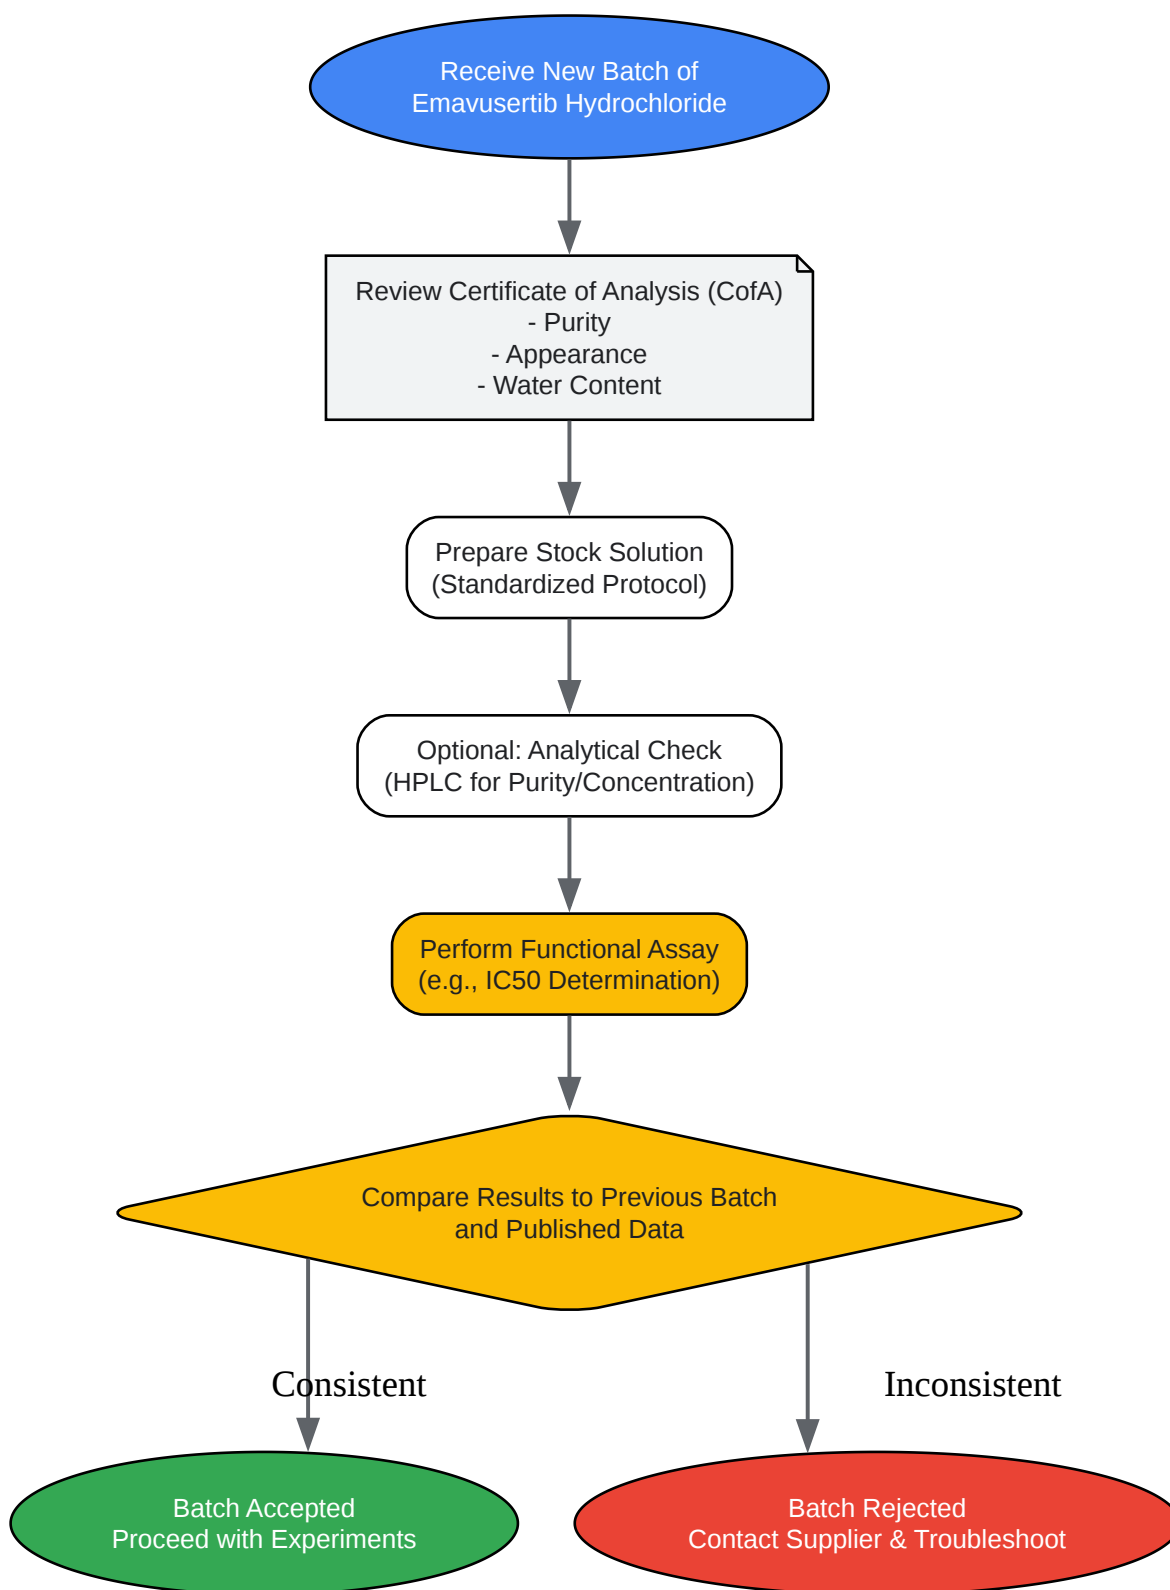 Receive New Batch of
Emavusertib Hydrochloride
Review Certificate of Analysis (CofA)
- Purity
- Appearance
- Water Content
Prepare Stock Solution
(Standardized Protocol)
Optional: Analytical Check
(HPLC for Purity/Concentration)
Perform Functional Assay
(e.g., IC50 Determination)
Compare Results to Previous Batch
and Published Data
Consistent
Inconsistent
Batch Accepted
Proceed with Experiments
Batch Rejected
Contact Supplier & Troubleshoot